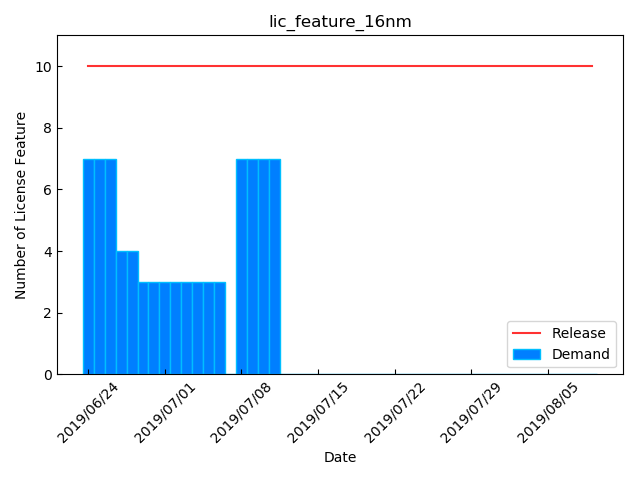 lic_feature_16nm
Number of License Feature
10
8
6
4
2
0
Release
Demand
2019/06/24
2019/07/01
2019/07/08
2019/07/15
2019/07/22
2019/07/29
2019/08/05
Date